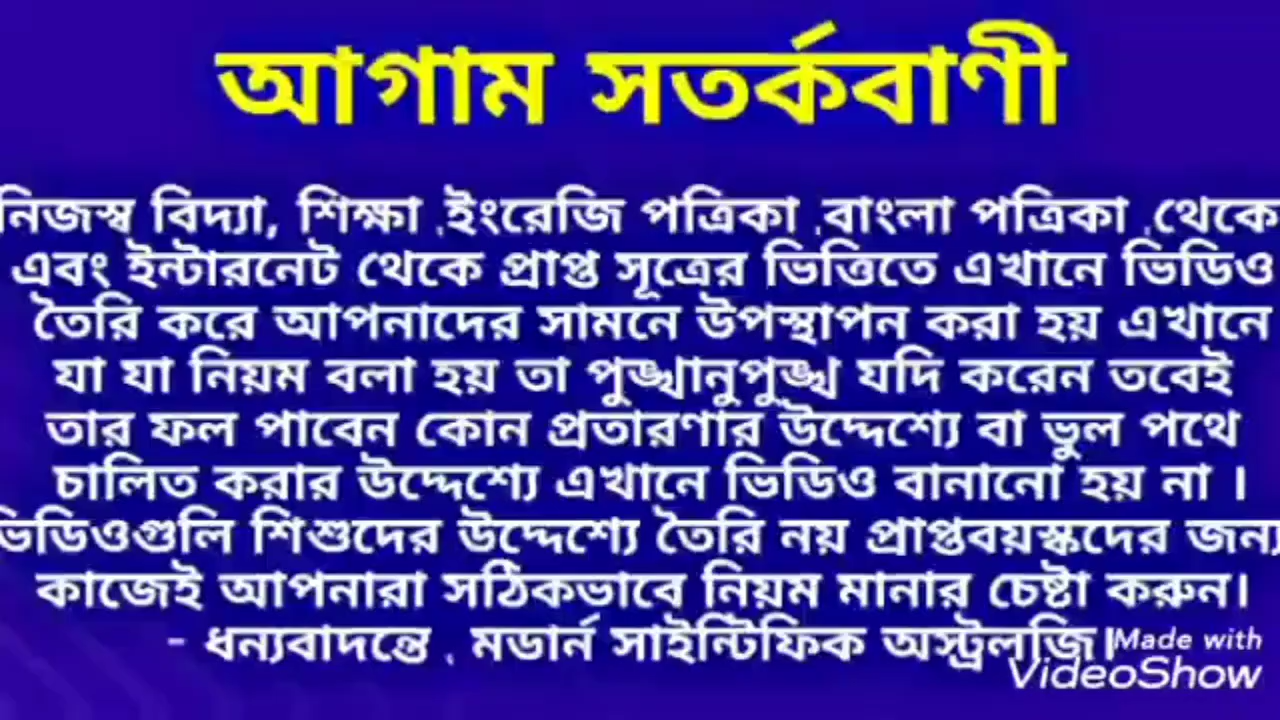 আগাম সতর্কবাণী
নিজস্ব বিদ্যা, শিক্ষা ,ইংরেজি পত্রিকা ,বাংলা পত্রিকা ,থেকে
এবং ইন্টারনেট থেকে প্রাপ্ত সূত্রের ভিত্তিতে এখানে ভিডিও
তৈরি করে আপনাদের সামনে উপস্থাপন করা হয় এখানে
যা যা নিয়ম বলা হয় তা পুঙ্খানুপুঙ্খ যদি করেন তবেই
তার ফল পাবেন কোন প্রতারণার উদ্দেশ্যে বা ভুল পথে
চালিত করার উদ্দেশ্যে এখানে ভিডিও বানানো হয় না ।
ভিডিওগুলি শিশুদের উদ্দেশ্যে তৈরি নয় প্রাপ্তবয়স্কদের জন্য
কাজেই আপনারা সঠিকভাবে নিয়ম মানার চেষ্টা করুন।
- ধন্যবাদন্তে , মডার্ন সাইন্টিফিক অস্ট্রলজি।
Made with
VideoShow